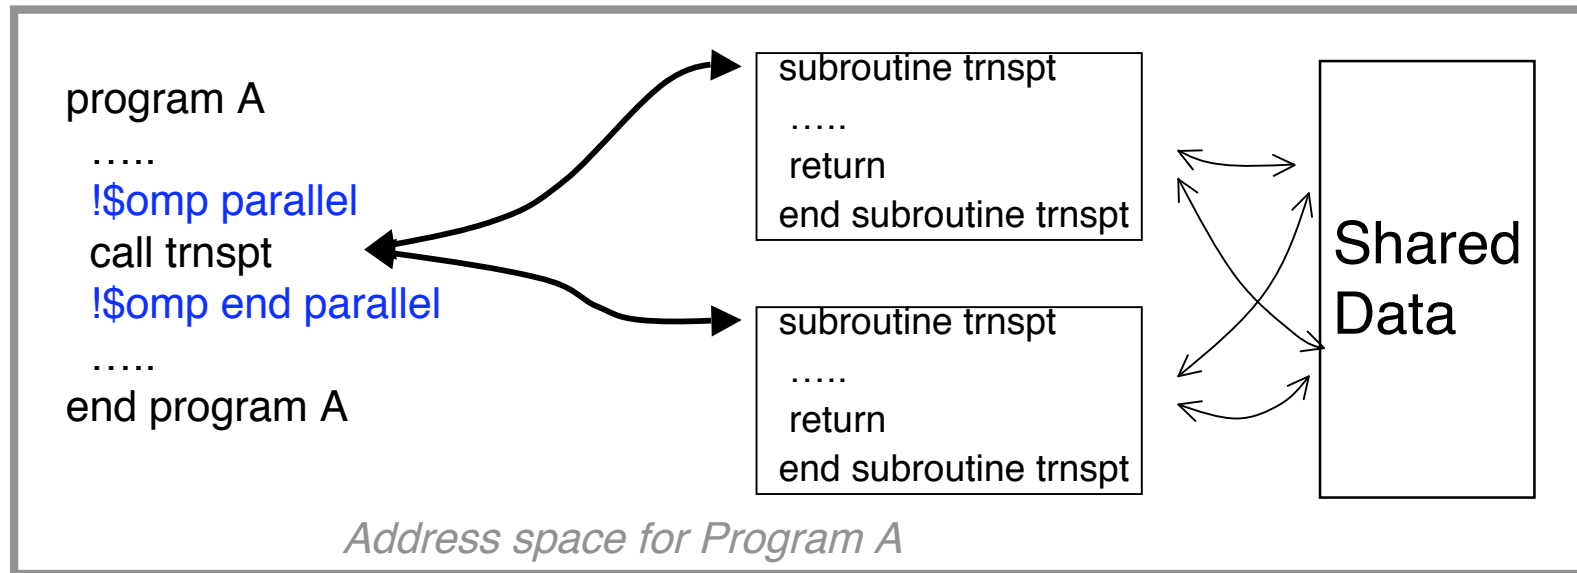 program A
…..
!$omp parallel
call trnspt
!$omp end parallel
…..
end program A
subroutine trnspt
…..
return
end subroutine trnspt
subroutine trnspt
…..
return
end subroutine trnspt
Shared
Data
Address space for Program A